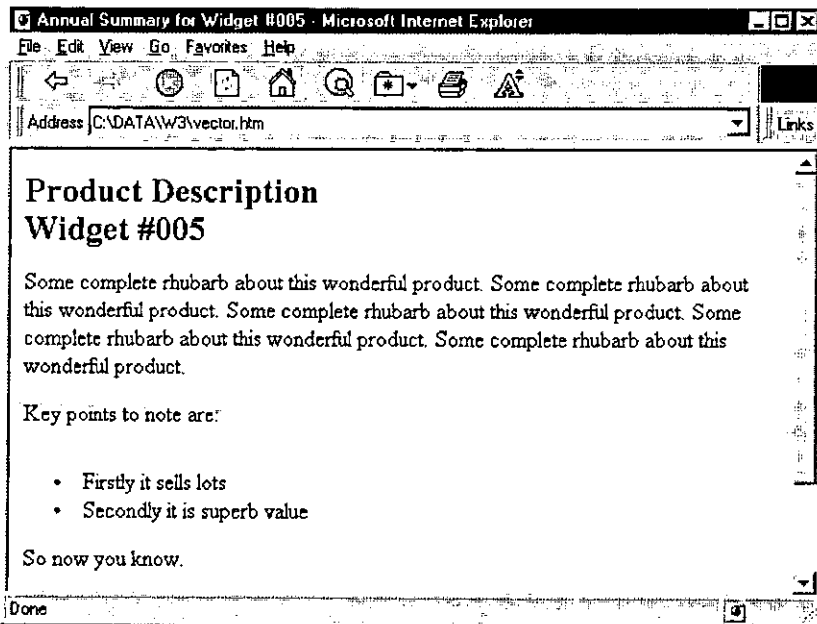 Annual Summary for Widget #005 - Microsoft Internet Explorer
File Edit View Go Favorites Help
Address C:\DATA\W3\vector.htm Links
Product Description
Widget #005
Some complete rhubarb about this wonderful product. Some complete rhubarb about
this wonderful product. Some complete rhubarb about this wonderful product. Some
complete rhubarb about this wonderful product. Some complete rhubarb about this
wonderful product.
Key points to note are:
• Firstly it sells lots
• Secondly it is superb value
So now you know.
Done